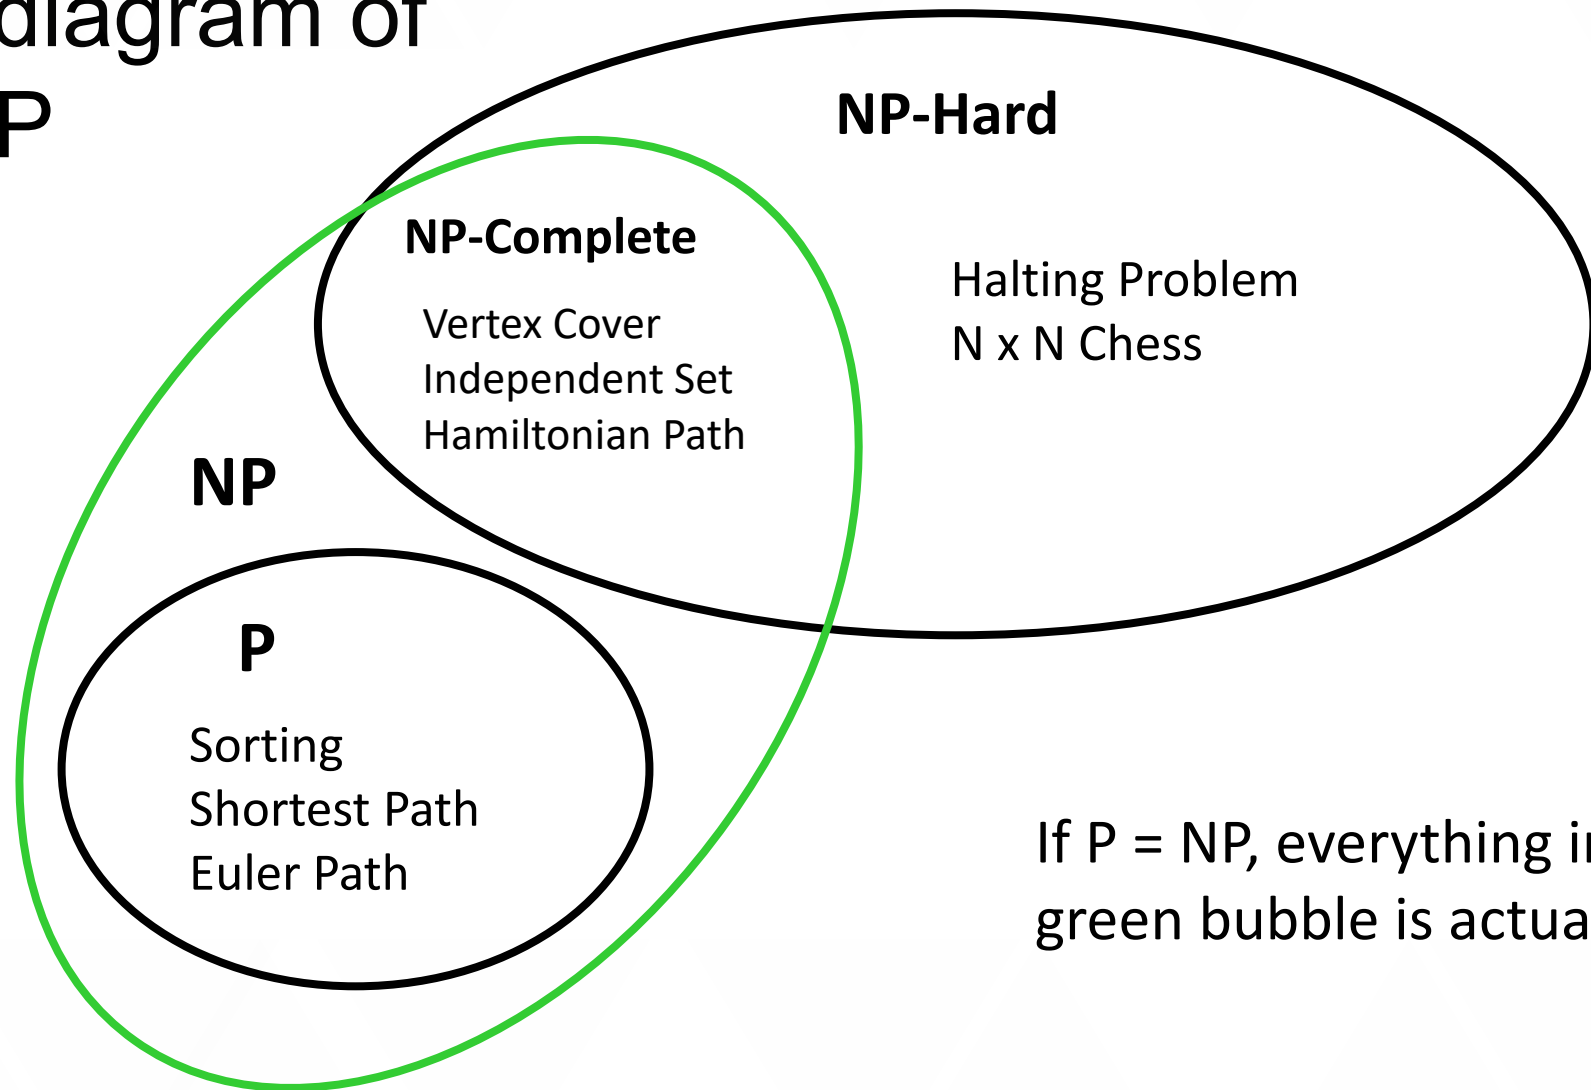 diagram of
P
NP-Hard
NP-Complete
Halting Problem
N x N Chess
Vertex Cover
Independent Set
Hamiltonian Path
NP
P
Sorting
Shortest Path
Euler Path
If P = NP, everything
green bubble is